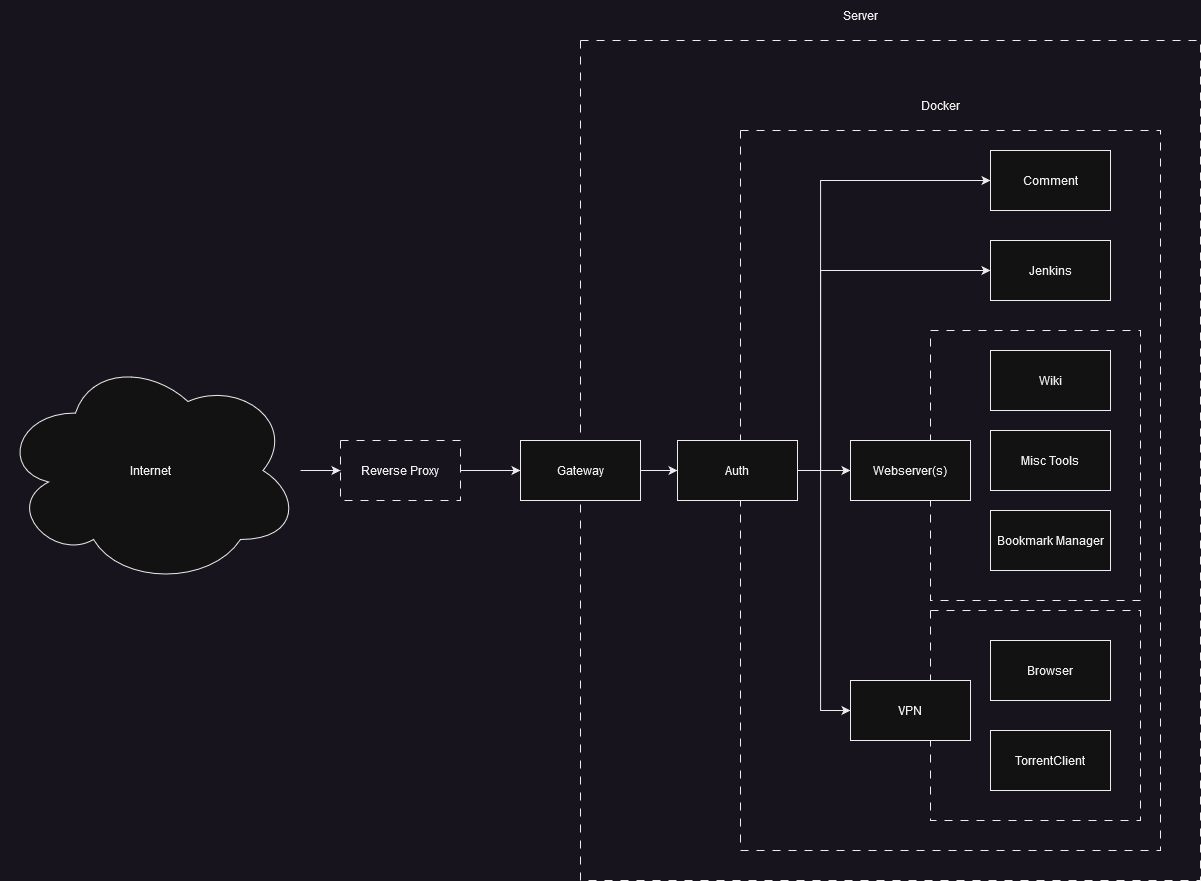 Server
Docker
Comment
Jenkins
Wiki
Internet
Reverse Proxy
Gateway
Auth
Webserver(s)
Misc Tools
Bookmark Manager
Browser
VPN
TorrentClient